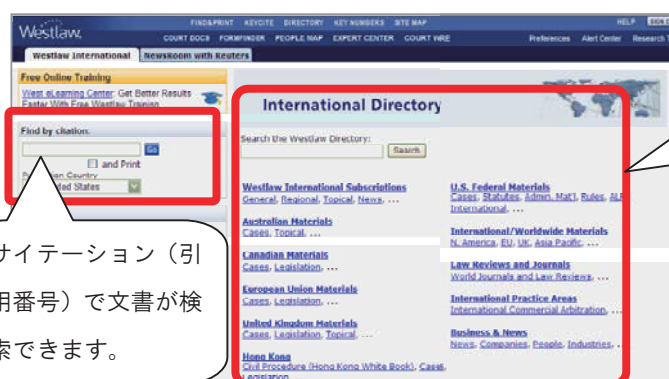 Westlaw.
FIND&PRINT KEYCITE DIRECTORY KEY NUMBERS SITE MAP
HELP
COURT DOCS FORMFINDER PEOPLE MAP EXPERT CENTER COURT WIRE
Preferences Alert Center Research
Westlaw International
NewsRoom with Reuters
Free Online Training
West eLearning Center: Get Better Results
Faster With Free Westlaw Training
Find by citation:
Go
and Print
Country
ted States
サイテーション（引
用番号）で文書が検
索できます。
International Directory
Search the Westlaw Directory:
Search
Westlaw International Subscriptions
General, Regional, Topical, News, ...
Australian Materials
Cases, Topical, ...
Canadian Materials
Cases, Legislation, ...
European Union Materials
Cases, Legislation, ...
United Kingdom Materials
Cases, Legislation, Topical, ...
Hong Kong
Civil Procedure (Hong Kong White Book), Cases,
Legislation
U.S. Federal Materials
Cases, Statutes, Admin. Mat'l, Rules, ALR
International, ...
International/Worldwide Materials
N. America, EU, UK, Asia Pacific, ...
Law Reviews and Journals
World Journals and Law Reviews, ...
International Practice Areas
International Commercial Arbitration, ...
Business & News
News, Companies, People, Industries, ..